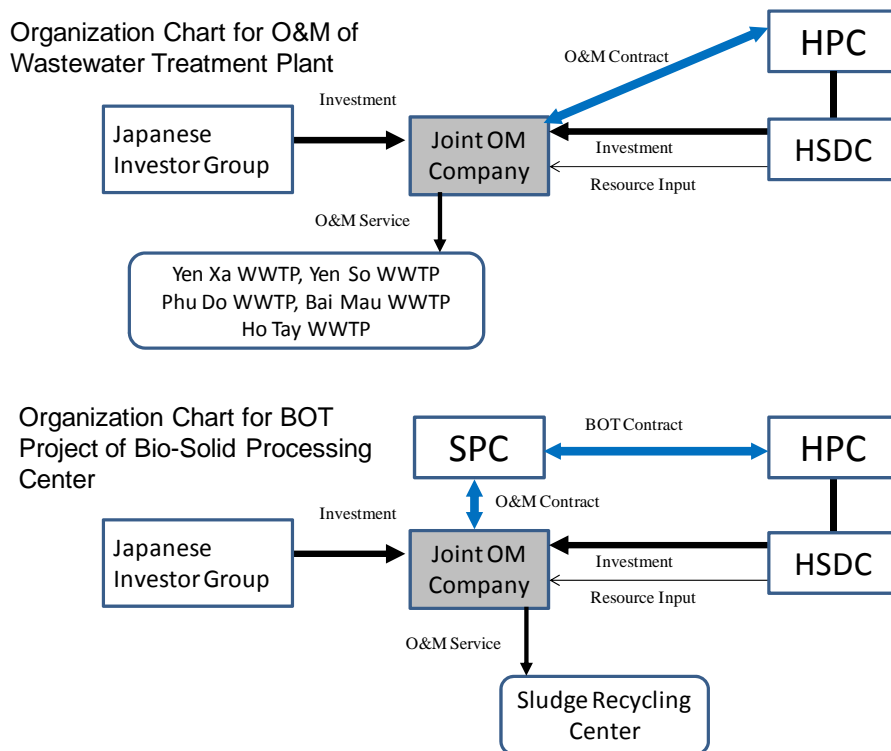 Organization Chart for O&M of
Wastewater Treatment Plant
O&M Contract
HPC
Investment
Japanese
Investor Group
Joint OM
Company
Investment
Resource Input
HSDC
O&M Service
Yen Xa WWTP, Yen So WWTP
Phu Do WWTP, Bai Mau WWTP
Ho Tay WWTP
Organization Chart for BOT
Project of Bio-Solid Processing
Center
SPC
BOT Contract
HPC
O&M Contract
Investment
Japanese
Investor Group
Joint OM
Company
Investment
Resource Input
HSDC
O&M Service
Sludge Recycling
Center